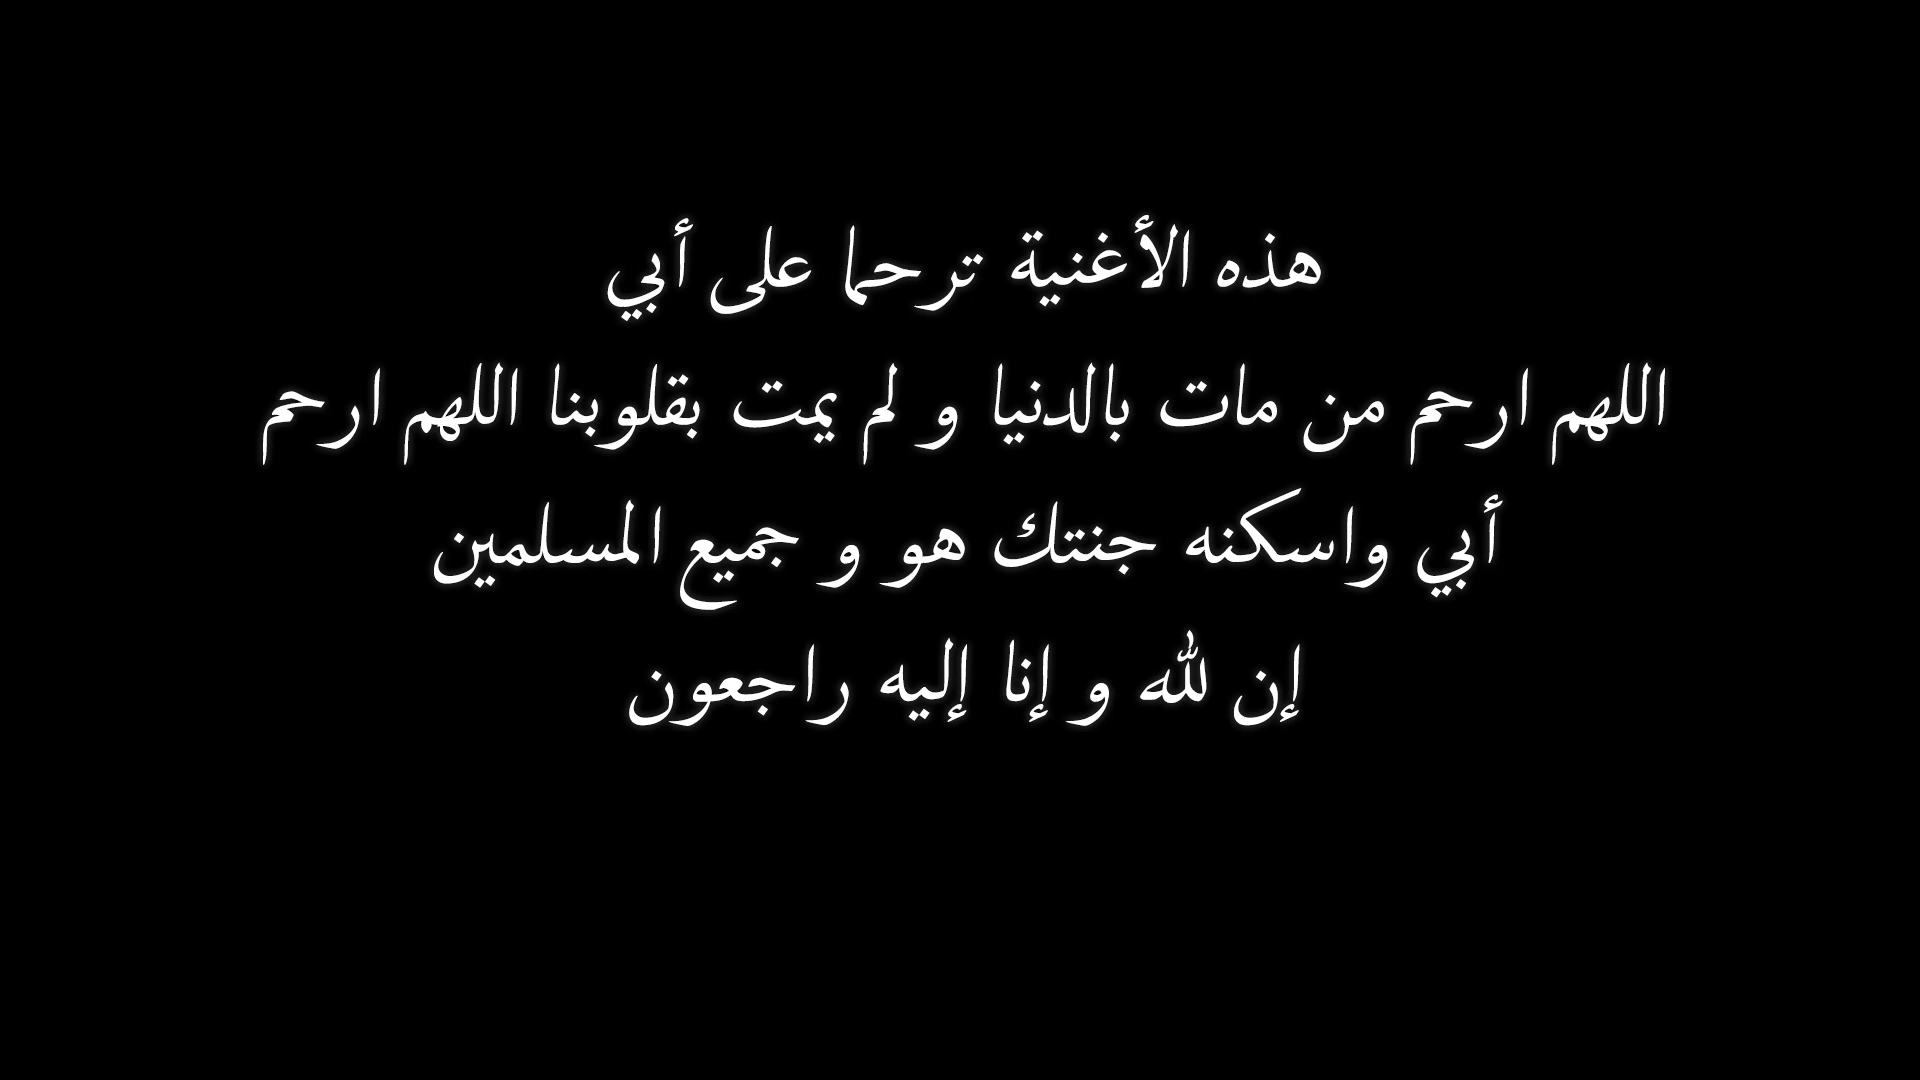 هذه الأغنية ترحما على أبي
اللهم ارحم من مات بالدنيا و لم يمت بقلوبنا اللهم ارحم
أبي واسكنه جنتك هو و جميع المسلمين
إن لله و إنا إليه راجعون